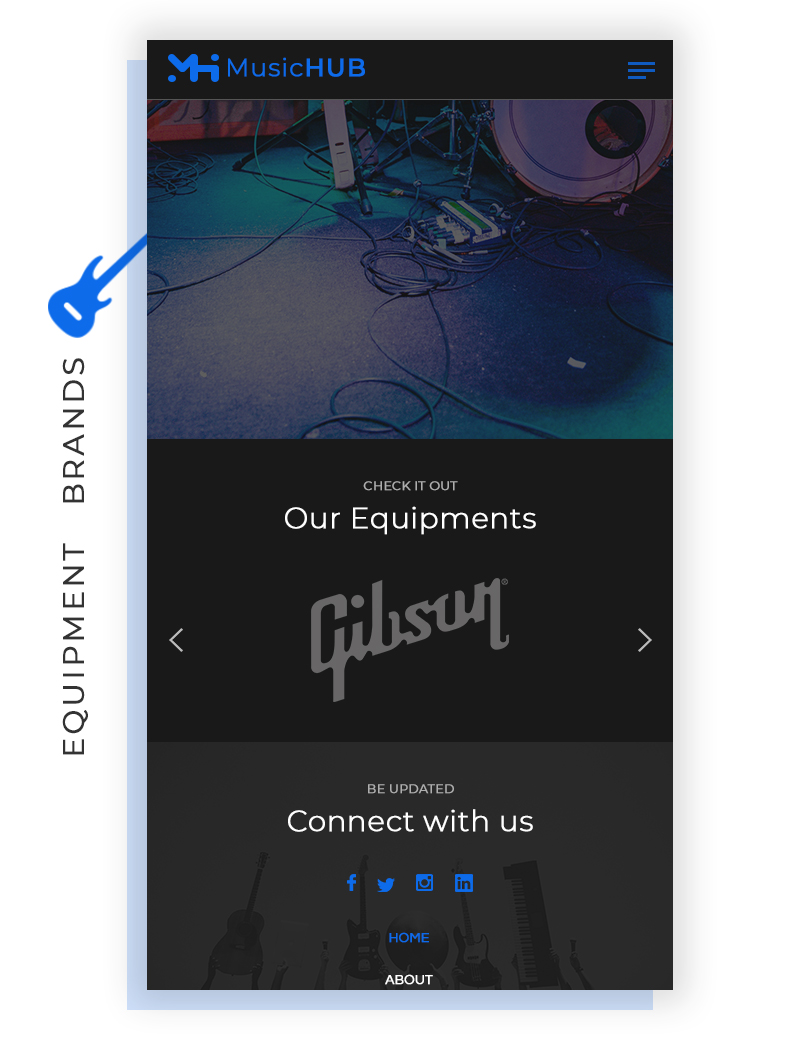 MusicHUB
EQUIPMENT BRANDS
CHECK IT OUT
Our Equipments
Gibson ®
BE UPDATED
Connect with us
HOME
ABOUT